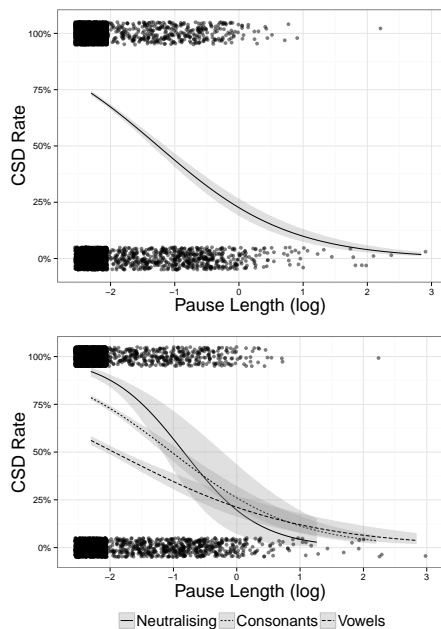 100%
75%
50%
25%
0%
CSD Rate
-2 -1 0 1 2 3
Pause Length (log)
100%
75%
50%
25%
0%
CSD Rate
-2 -1 0 1 2 3
Pause Length (log)
Neutralising Consonants Vowels